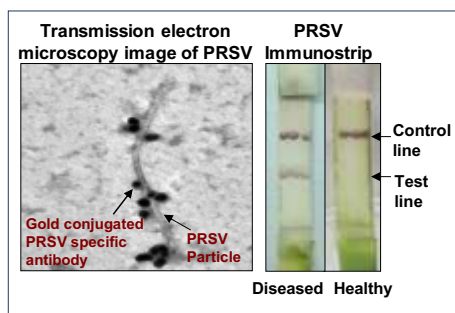 Transmission electron
microscopy image of PRSV
Gold conjugated
PRSV specific
antibody
PRSV
Particle
PRSV
Immunostrip
Control
line
Test
line
Diseased Healthy